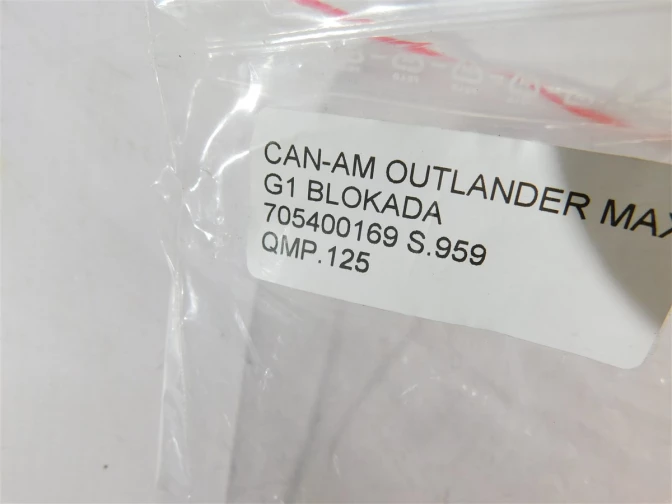 CAN-AM OUTLANDER MAX
G1 BLOKADA
705400169 S.959
QMP.125